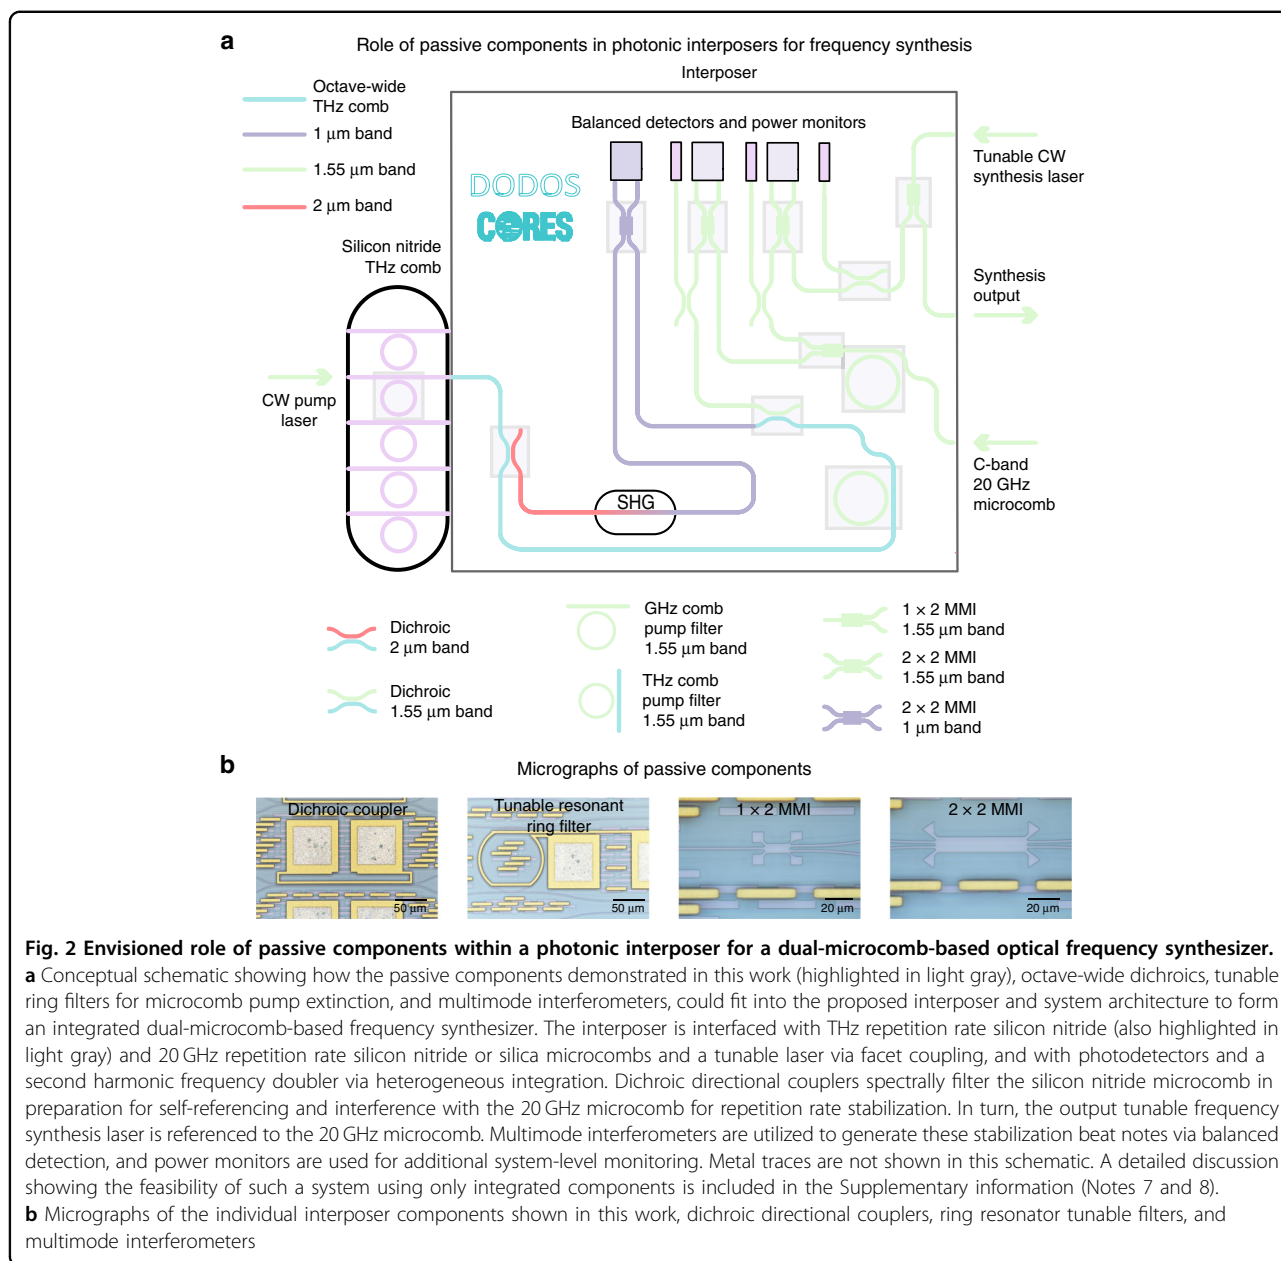 a
Role of passive components in photonic interposers for frequency synthesis
Interposer
Octave-wide
THz comb
1 μm band
1.55 μm band
2 μm band
Balanced detectors and power monitors
DODOS
CORES
Tunable CW
synthesis laser
Silicon nitride
THz comb
Synthesis
output
CW pump
laser
C-band
20 GHz
microcomb
SHG
Dichroic
2 μm band
Dichroic
1.55 μm band
GHz comb
pump filter
1.55 μm band
THz comb
pump filter
1.55 μm band
1 × 2 MMI
1.55 μm band
2 × 2 MMI
1.55 μm band
2 × 2 MMI
1 μm band
b
Micrographs of passive components
Dichroic coupler
50 μm
Tunable resonant
ring filter
50 μm
1 × 2 MMI
20 μm
2 × 2 MMI
20 μm
Fig. 2 Envisioned role of passive components within a photonic interposer for a dual-microcomb-based optical frequency synthesizer.
a Conceptual schematic showing how the passive components demonstrated in this work (highlighted in light gray), octave-wide dichroics, tunable
ring filters for microcomb pump extinction, and multimode interferometers, could fit into the proposed interposer and system architecture to form
an integrated dual-microcomb-based frequency synthesizer. The interposer is interfaced with THz repetition rate silicon nitride (also highlighted in
light gray) and 20 GHz repetition rate silicon nitride or silica microcombs and a tunable laser via facet coupling, and with photodetectors and a
second harmonic frequency doubler via heterogeneous integration. Dichroic directional couplers spectrally filter the silicon nitride microcomb in
preparation for self-referencing and interference with the 20 GHz microcomb for repetition rate stabilization. In turn, the output tunable frequency
synthesis laser is referenced to the 20 GHz microcomb. Multimode interferometers are utilized to generate these stabilization beat notes via balanced
detection, and power monitors are used for additional system-level monitoring. Metal traces are not shown in this schematic. A detailed discussion
showing the feasibility of such a system using only integrated components is included in the Supplementary information (Notes 7 and 8).
b Micrographs of the individual interposer components shown in this work, dichroic directional couplers, ring resonator tunable filters, and
multimode interferometers